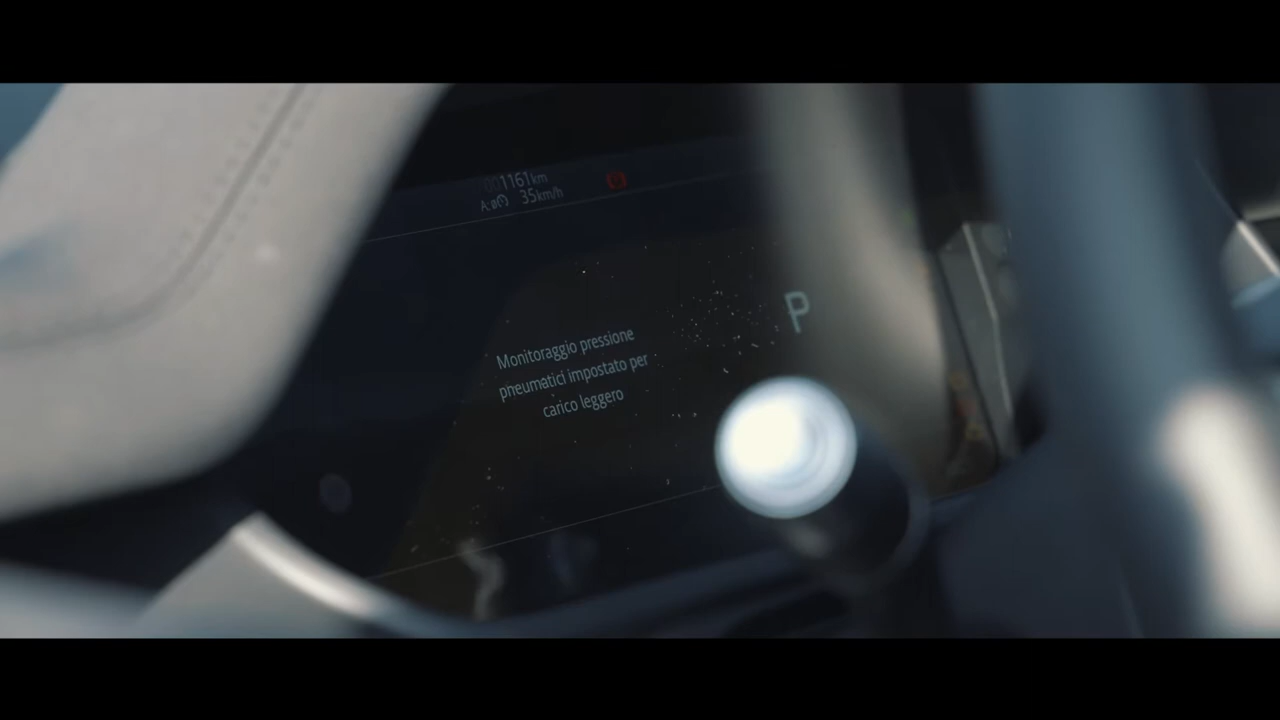 1161km
35km/h
P
Monitoraggio pressione
pneumatici impostato per
carico leggero